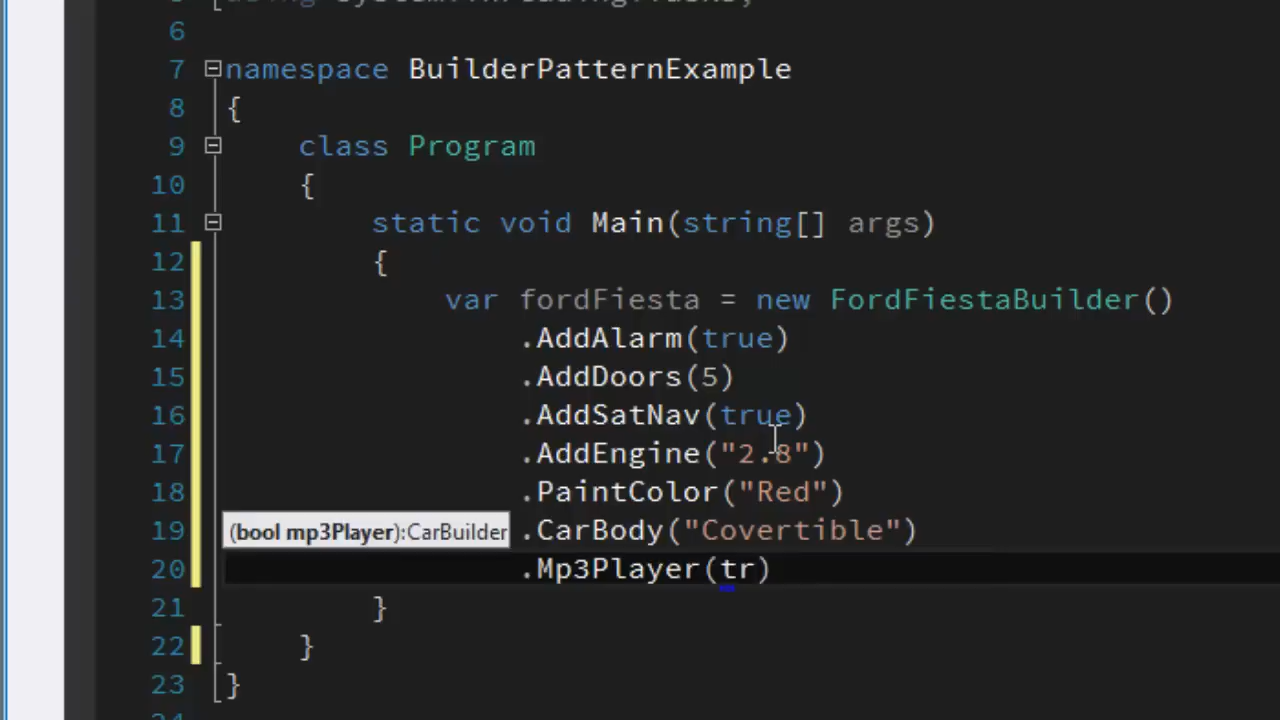 6
7 namespace BuilderPatternExample
8 {
9 class Program
10 {
11 static void Main(string[] args)
12 {
13 var fordFiesta = new FordFiestaBuilder()
14 .AddAlarm(true)
15 .AddDoors(5)
16 .AddSatNav(true)
17 .AddEngine("2.8")
18 .PaintColor("Red")
19 (bool mp3Player):CarBuilder .CarBody("Covertible")
20 .Mp3Player(tr)
21 }
22 }
23 }